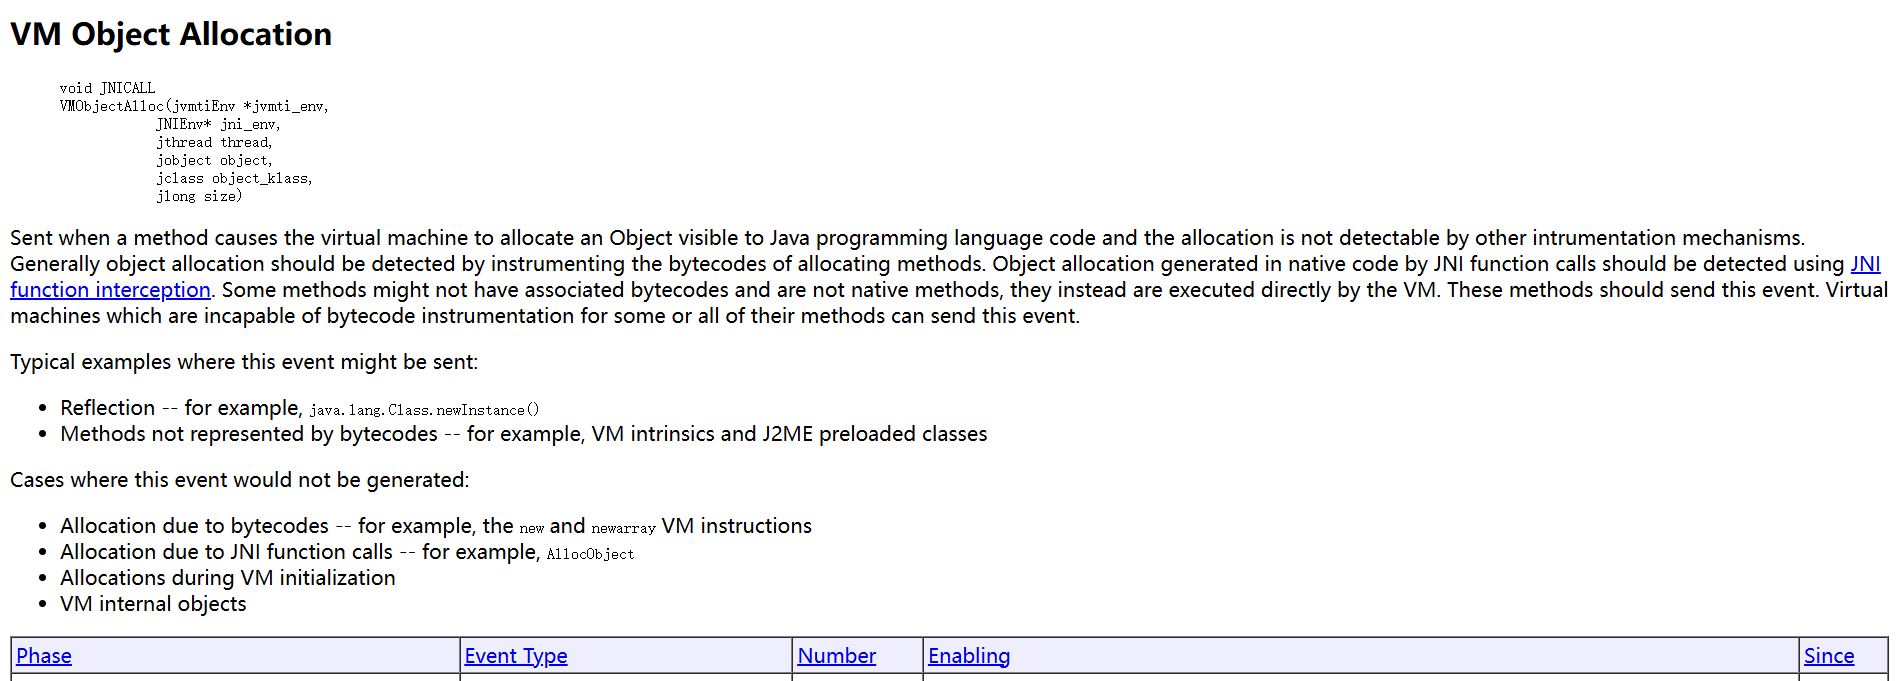 VM Object Allocation
void JNICALL
VMObjectAlloc(jvmtiEnv *jvmti_env,
JNIEnv* jni_env,
jthread thread,
jobject object,
jclass object_klass,
jlong size)
Sent when a method causes the virtual machine to allocate an Object visible to Java programming language code and the allocation is not detectable by other intrumentation mechanisms.
Generally object allocation should be detected by instrumenting the bytecodes of allocating methods. Object allocation generated in native code by JNI function calls should be detected using JNI
function interception. Some methods might not have associated bytecodes and are not native methods, they instead are executed directly by the VM. These methods should send this event. Virtual
machines which are incapable of bytecode instrumentation for some or all of their methods can send this event.
Typical examples where this event might be sent:
• Reflection -- for example, java.lang.Class.newInstance()
• Methods not represented by bytecodes -- for example, VM intrinsics and J2ME preloaded classes
Cases where this event would not be generated:
• Allocation due to bytecodes -- for example, the new and newarray VM instructions
• Allocation due to JNI function calls -- for example, AllocObject
• Allocations during VM initialization
• VM internal objects
Phase Event Type Number Enabling Since